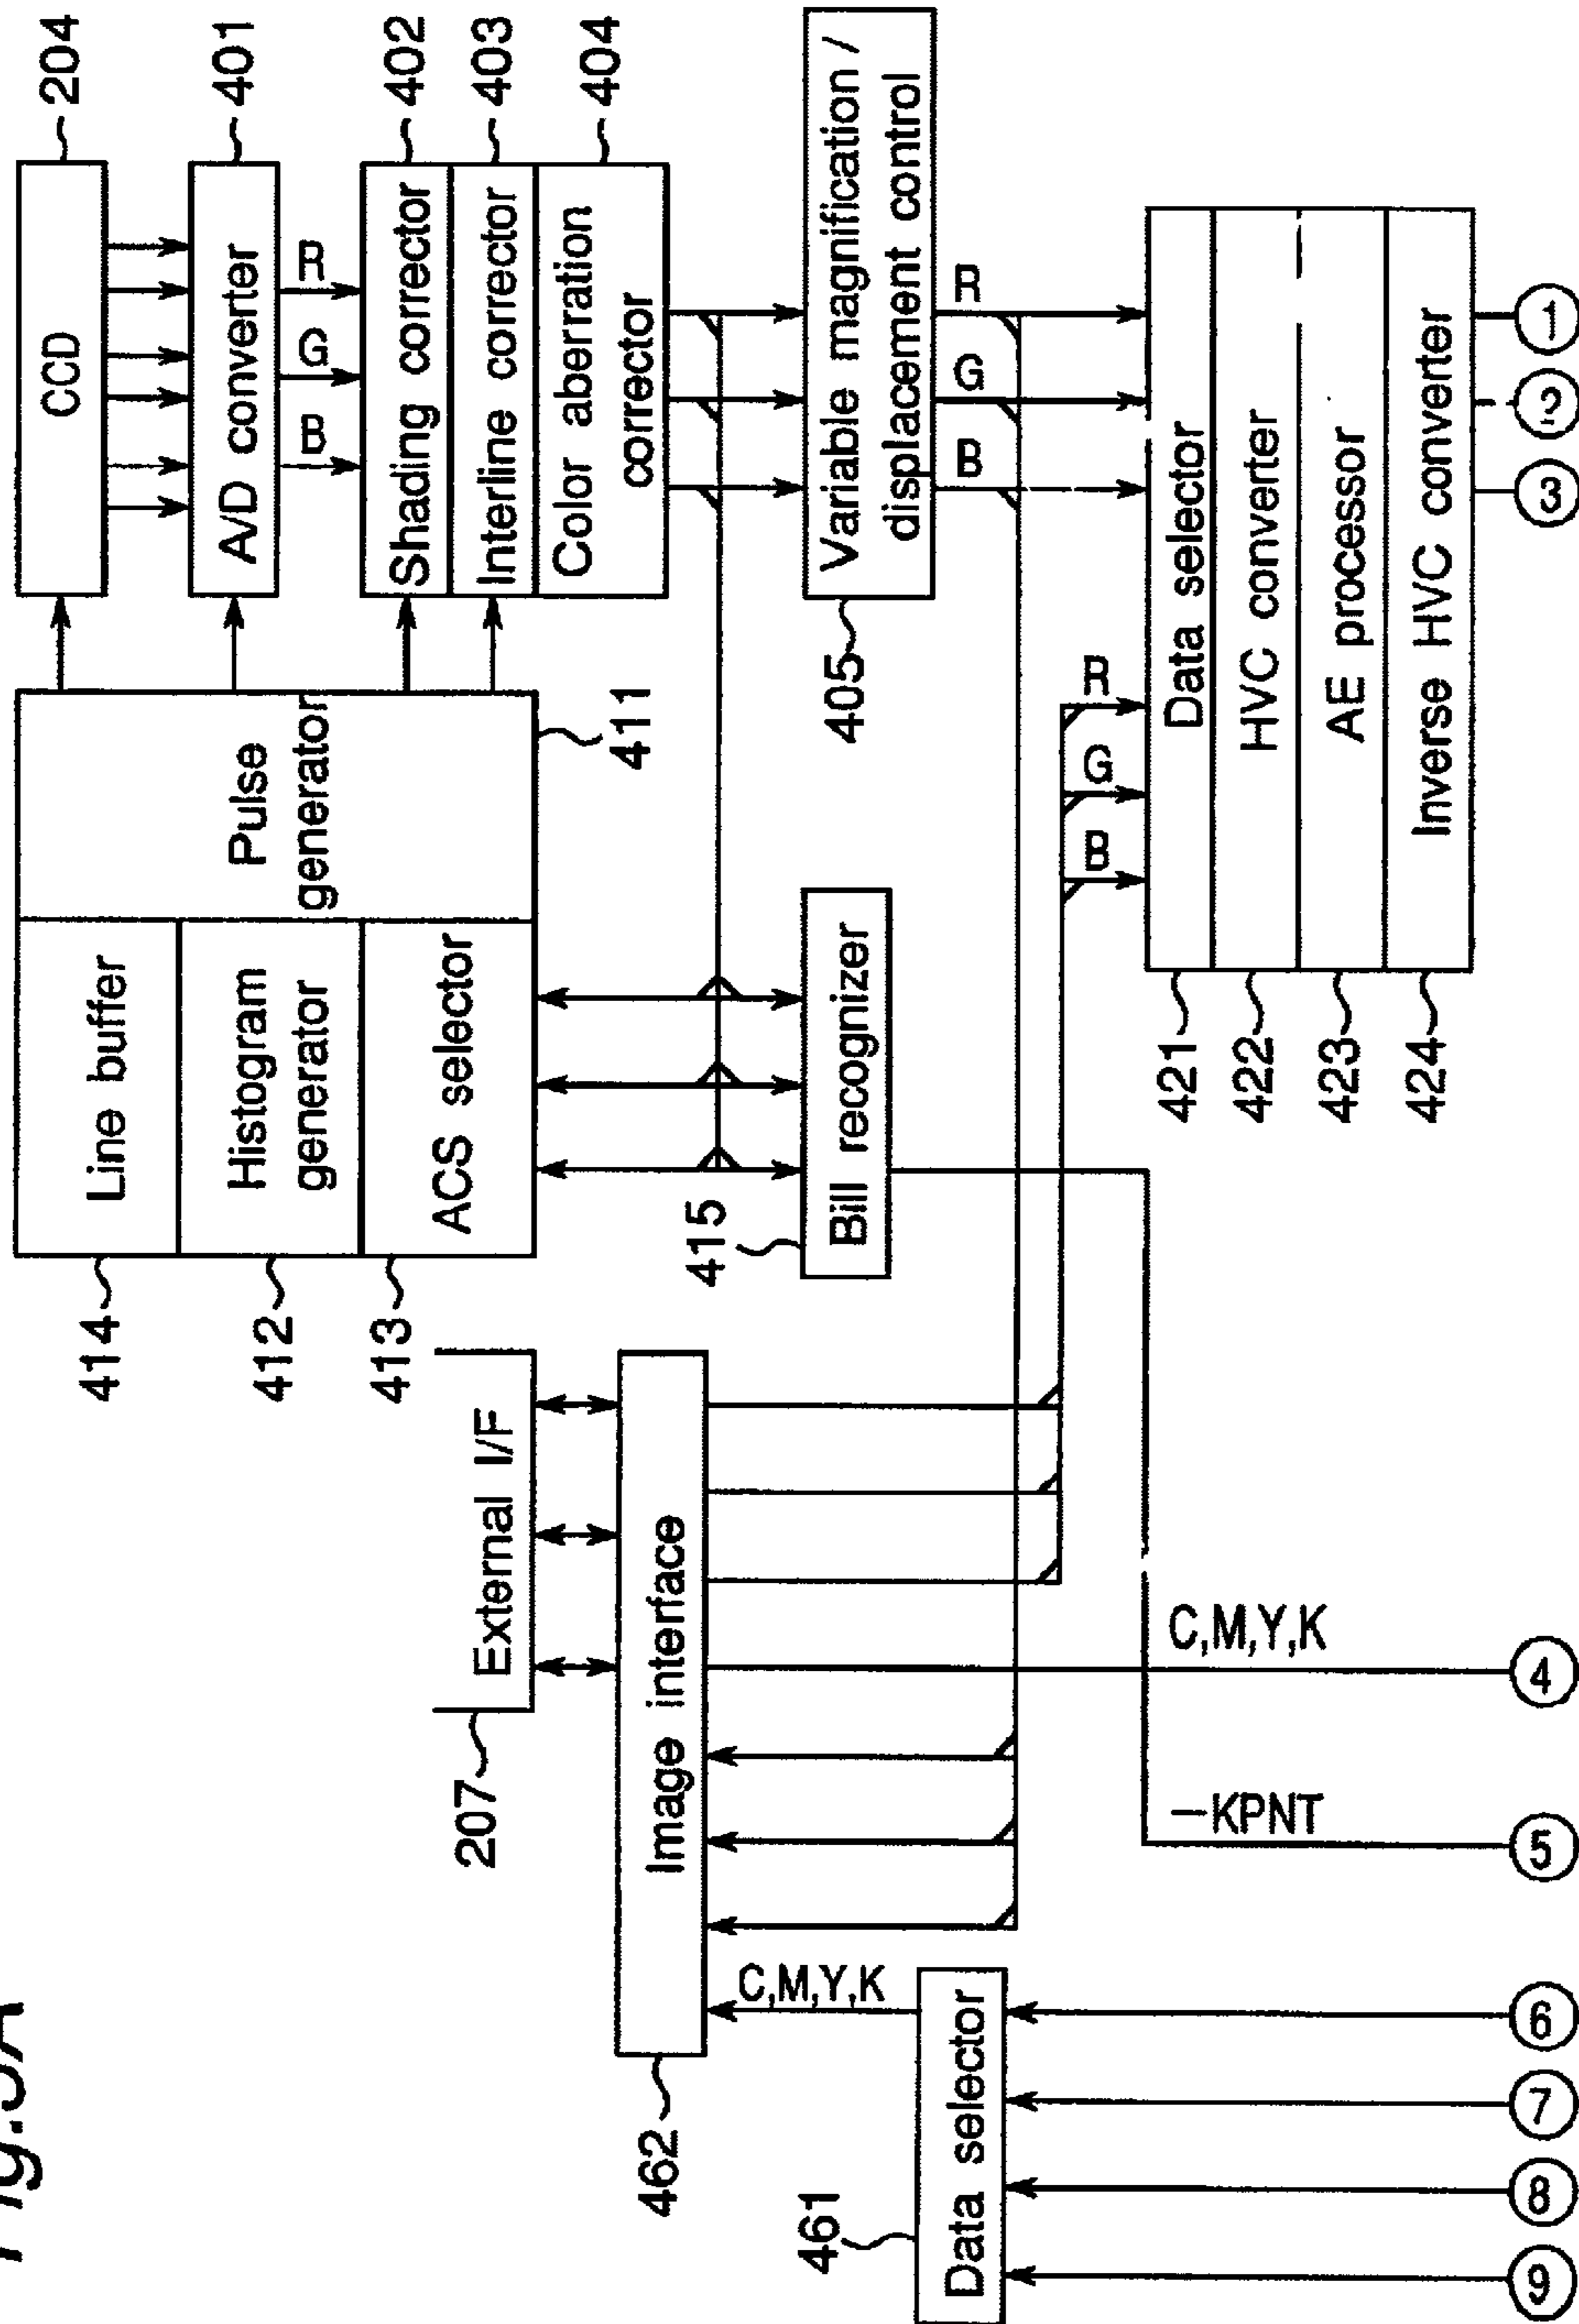 414
Line buffer
412
Histogram
generator
413
ACS selector
Pulse
generator
411
CCD
204
A/D converter
401
B
G
R
Shading corrector
402
Interline corrector
403
Color aberration
corrector
404
207
External I/F
462
Image interface
415
Bill recognizer
405
Variable magnification /
displacement control
C,M,Y,K
461
Data selector
B
G
R
B
G
R
421
Data selector
422
HVC converter
423
AE processor
424
Inverse HVC converter
−KPNT
C,M,Y,K
9
8
7
6
5
4
3
2
1